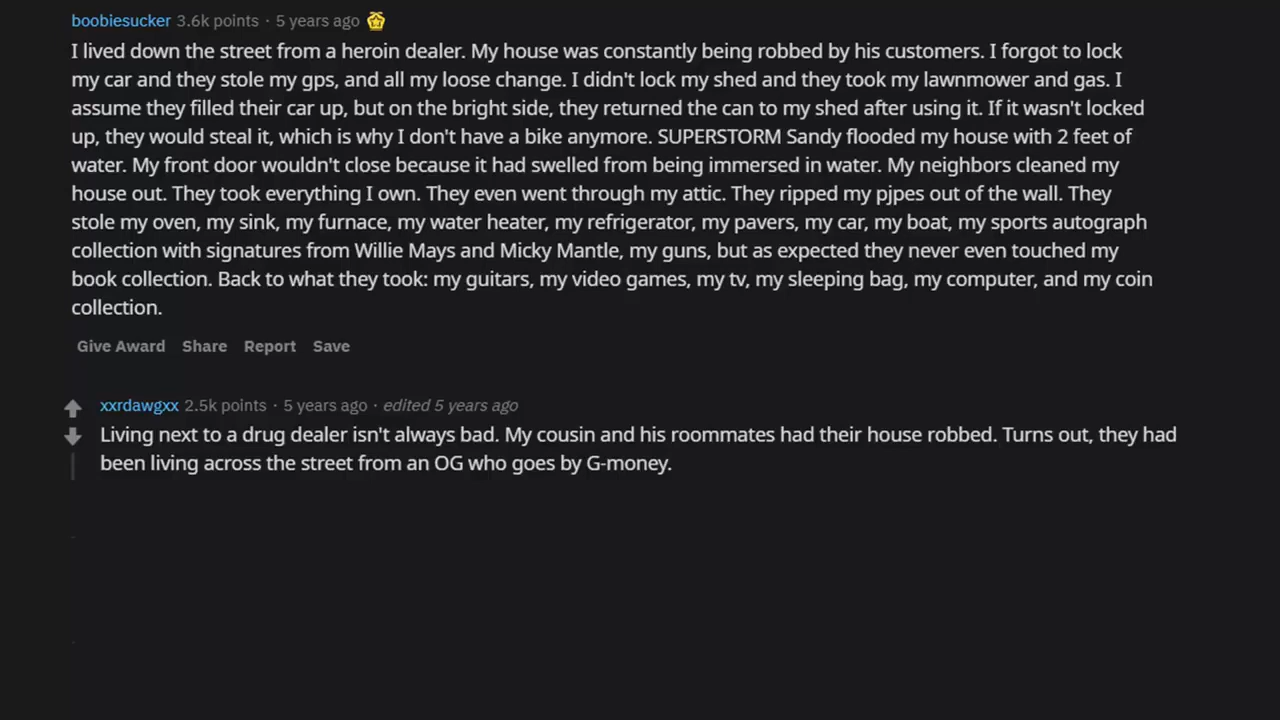 boobiesucker 3.6k points · 5 years ago
I lived down the street from a heroin dealer. My house was constantly being robbed by his customers. I forgot to lock
my car and they stole my gps, and all my loose change. I didn't lock my shed and they took my lawnmower and gas. I
assume they filled their car up, but on the bright side, they returned the can to my shed after using it. If it wasn't locked
up, they would steal it, which is why I don't have a bike anymore. SUPERSTORM Sandy flooded my house with 2 feet of
water. My front door wouldn't close because it had swelled from being immersed in water. My neighbors cleaned my
house out. They took everything I own. They even went through my attic. They ripped my pjpes out of the wall. They
stole my oven, my sink, my furnace, my water heater, my refrigerator, my pavers, my car, my boat, my sports autograph
collection with signatures from Willie Mays and Micky Mantle, my guns, but as expected they never even touched my
book collection. Back to what they took: my guitars, my video games, my tv, my sleeping bag, my computer, and my coin
collection.
Give Award Share Report Save
xxrdawgxx 2.5k points · 5 years ago · edited 5 years ago
Living next to a drug dealer isn't always bad. My cousin and his roommates had their house robbed. Turns out, they had
been living across the street from an OG who goes by G-money.